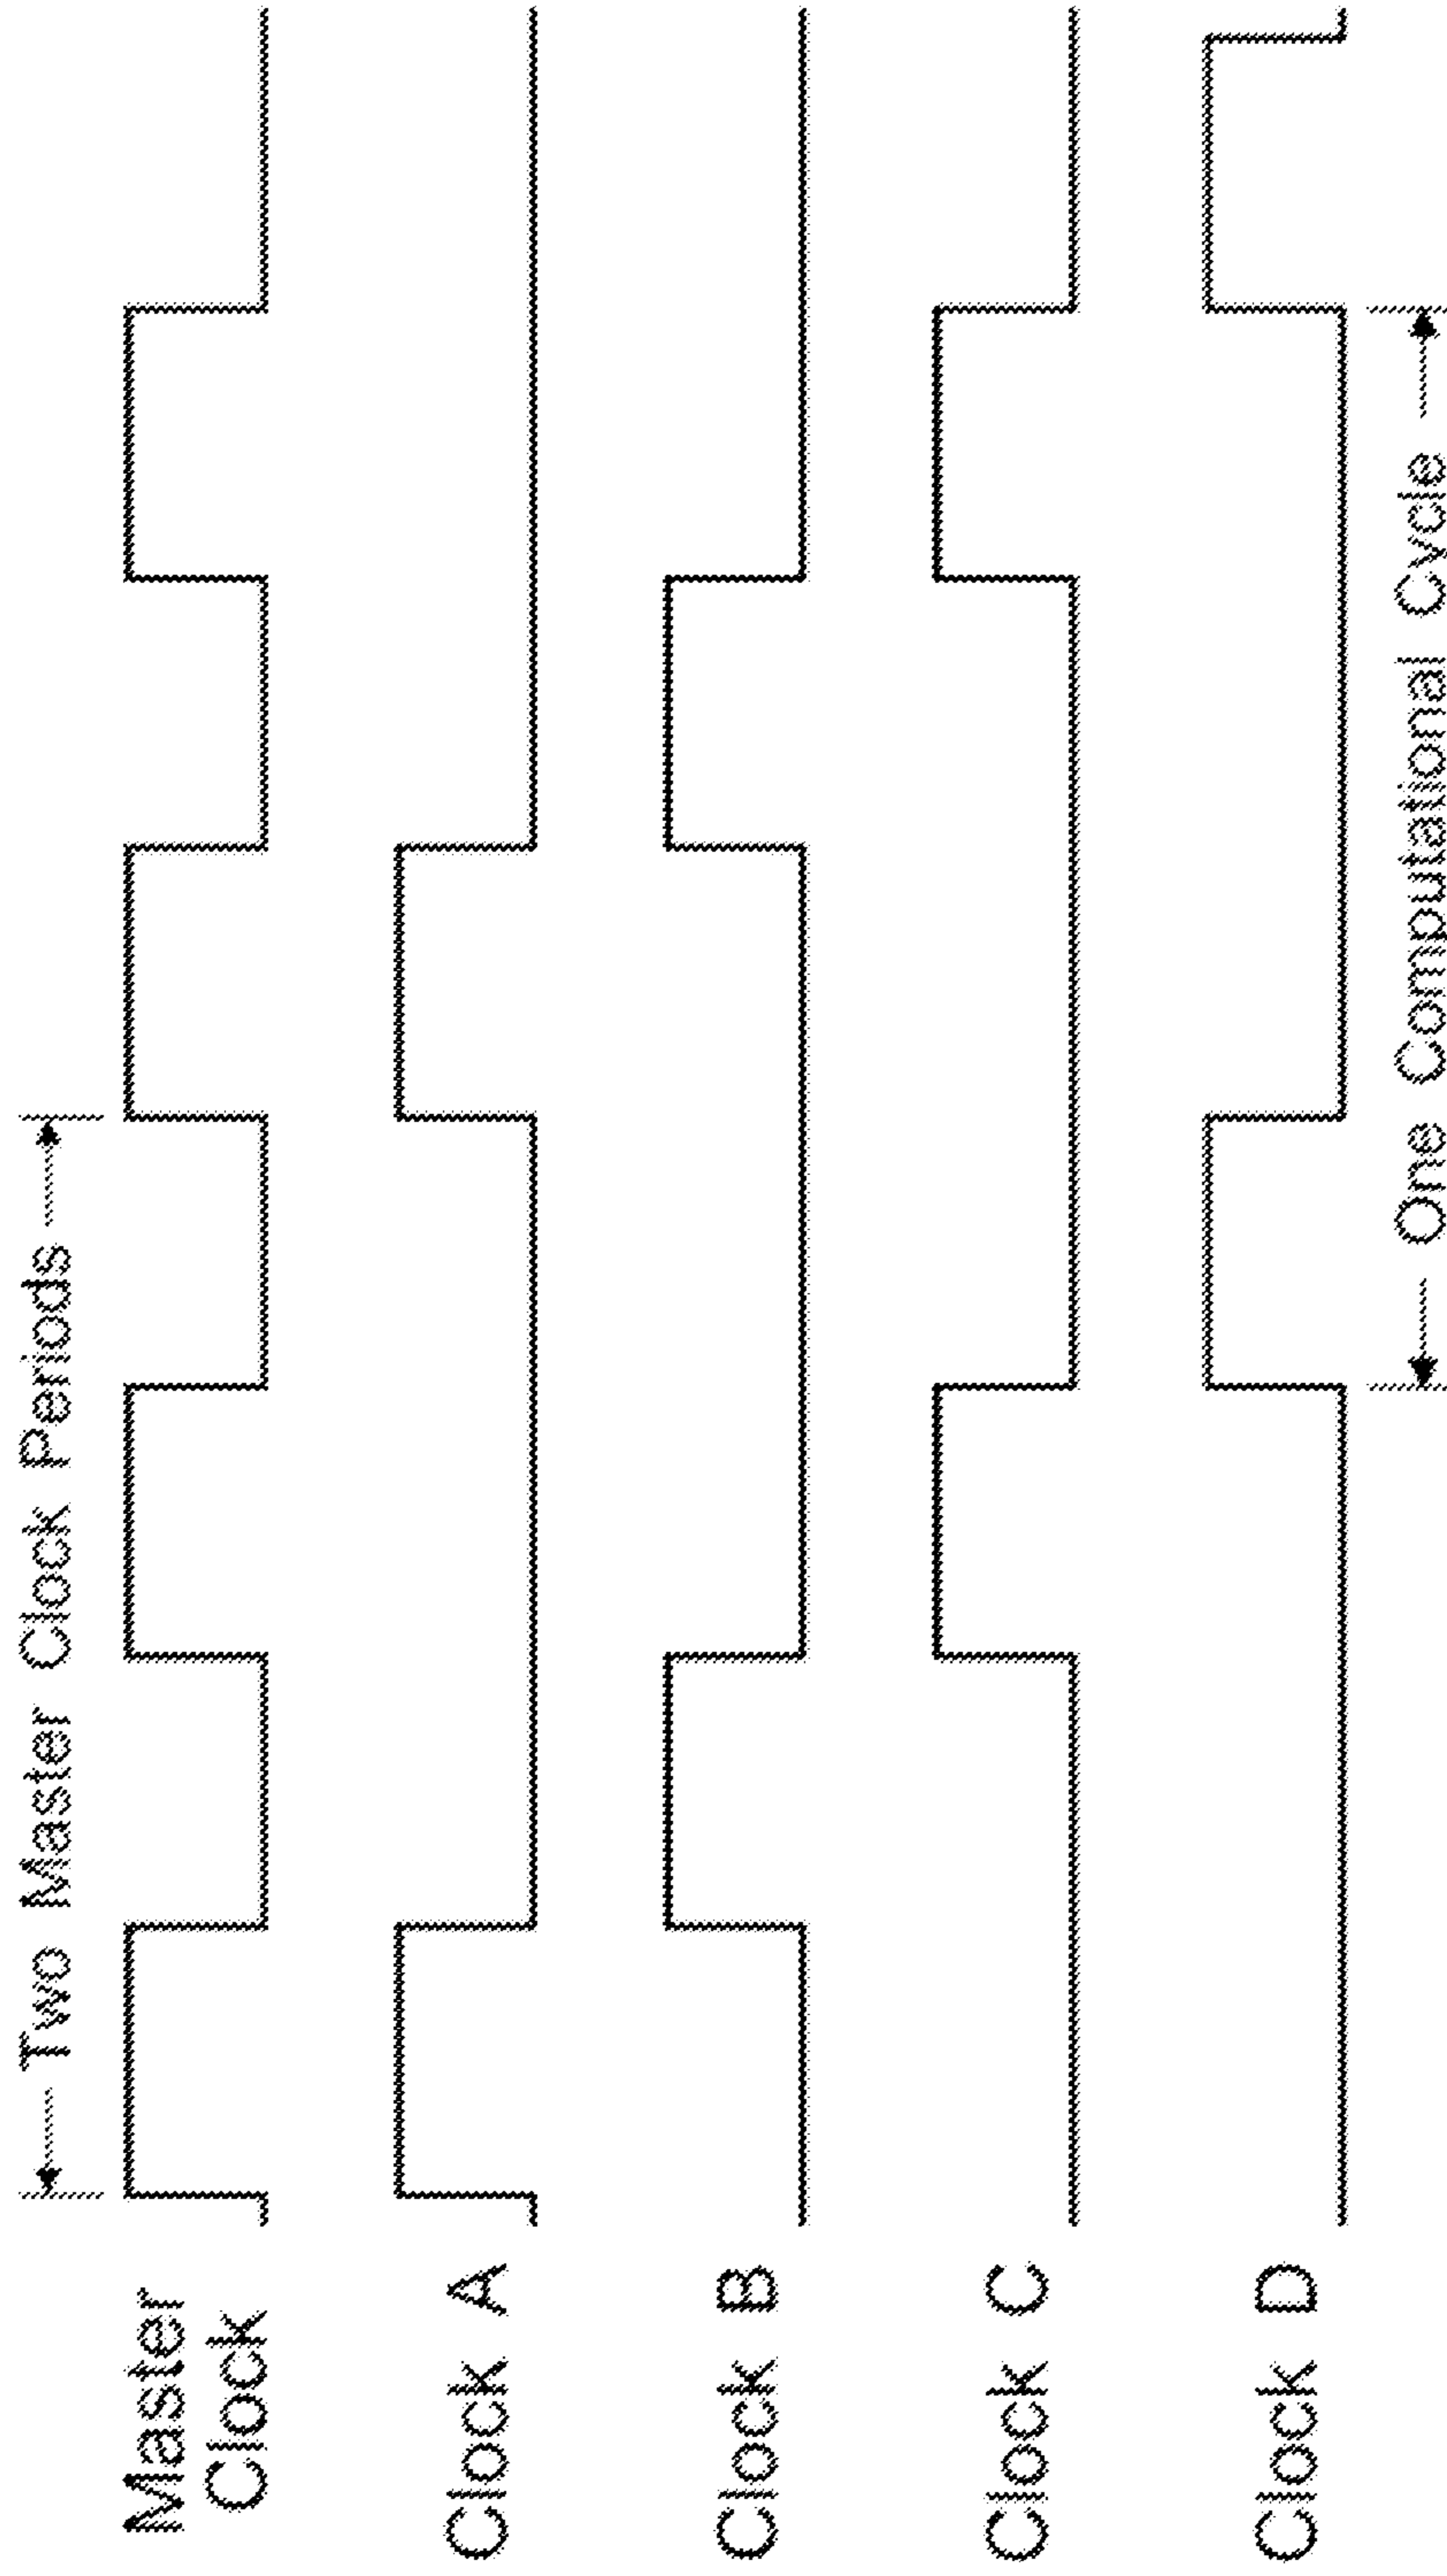 Two Master Clock Periods
Master
Clock
Clock A
Clock B
Clock C
Clock D
One Computational Cycle